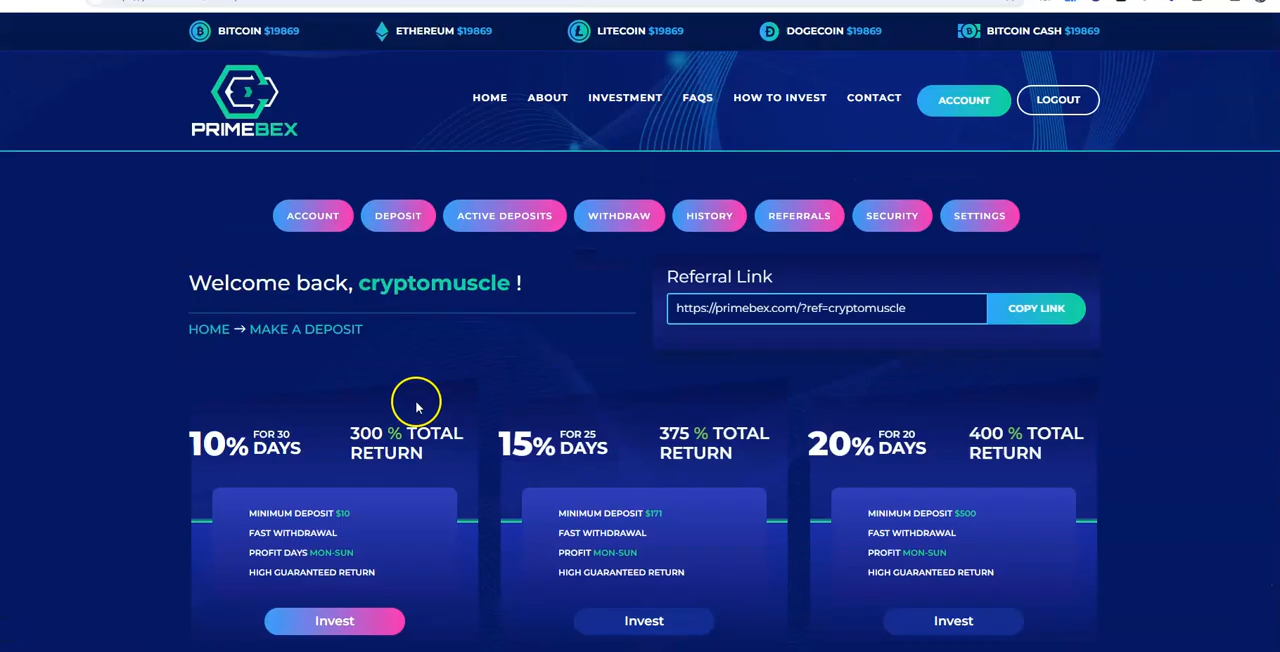 BITCOIN $19869
ETHEREUM $19869
LITECOIN $19869
DOGECOIN $19869
BITCOIN CASH $19869
PRIMEBEX
HOME ABOUT INVESTMENT FAQS HOW TO INVEST CONTACT ACCOUNT LOGOUT
ACCOUNT DEPOSIT ACTIVE DEPOSITS WITHDRAW HISTORY REFERRALS SECURITY SETTINGS
Welcome back, cryptomuscle !
HOME → MAKE A DEPOSIT
Referral Link
https://primebex.com/?ref=cryptomuscle COPY LINK
10% FOR 30 DAYS
300 % TOTAL RETURN
MINIMUM DEPOSIT $10
FAST WITHDRAWAL
PROFIT DAYS MON-SUN
HIGH GUARANTEED RETURN
Invest
15% FOR 25 DAYS
375 % TOTAL RETURN
MINIMUM DEPOSIT $171
FAST WITHDRAWAL
PROFIT MON-SUN
HIGH GUARANTEED RETURN
Invest
20% FOR 20 DAYS
400 % TOTAL RETURN
MINIMUM DEPOSIT $500
FAST WITHDRAWAL
PROFIT MON-SUN
HIGH GUARANTEED RETURN
Invest